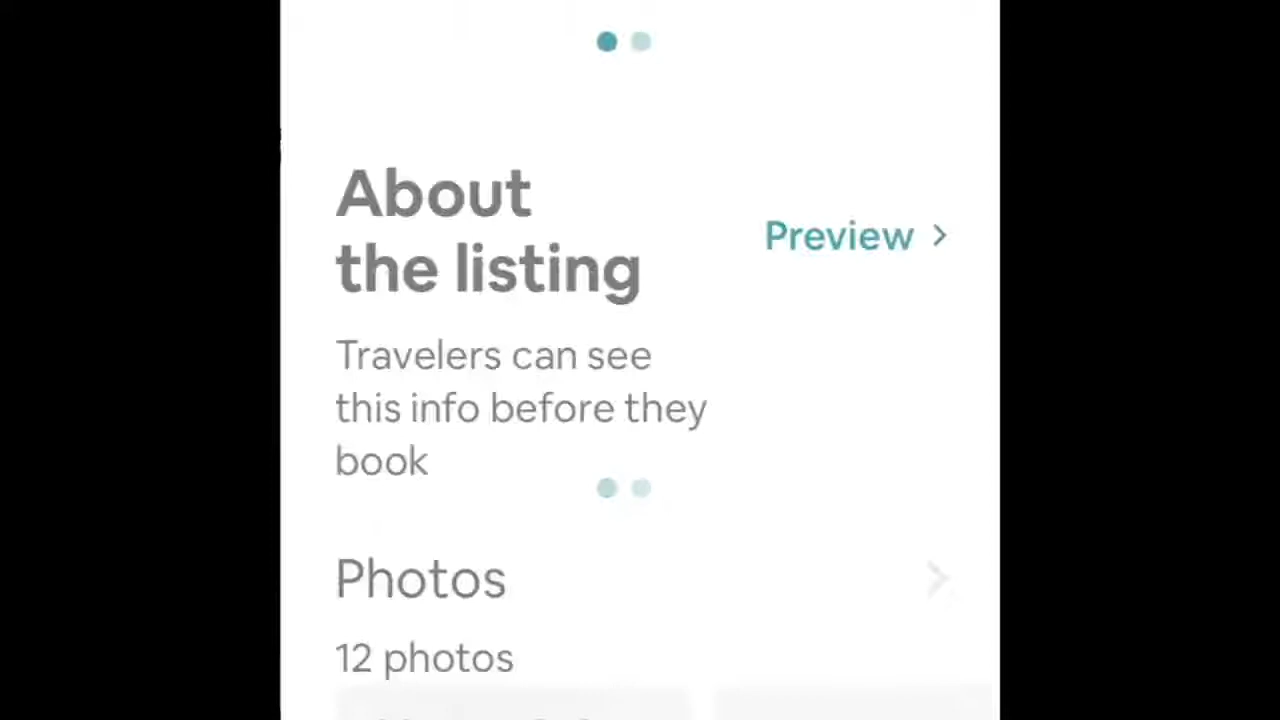 About
the listing
Preview
Travelers can see
this info before they
book
Photos
12 photos